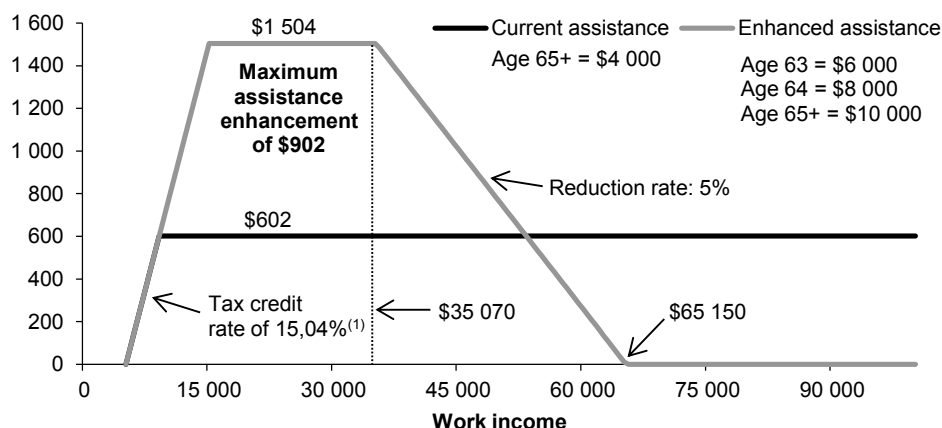 1 600
1 400
1 200
1 000
800
600
400
200
0
$1 504
Maximum
assistance
enhancement
of $902
$602
Tax credit
rate of 15,04%(1)
$35 070
$65 150
Reduction rate: 5%
Current assistance
Age 65+ = $4 000
Enhanced assistance
Age 63 = $6 000
Age 64 = $8 000
Age 65+ = $10 000
0
15 000
30 000
45 000
60 000
75 000
90 000
Work income